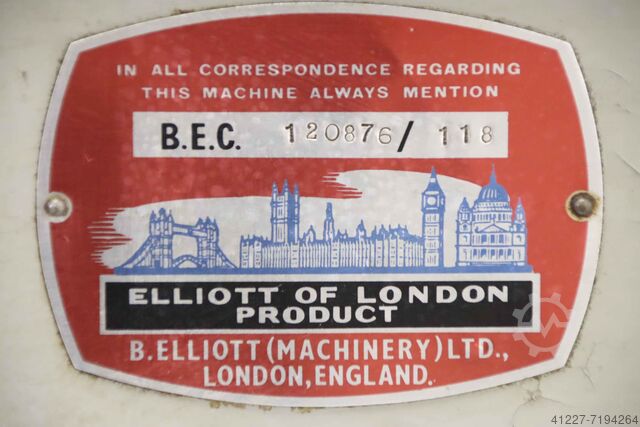 IN ALL CORRESPONDENCE REGARDING
THIS MACHINE ALWAYS MENTION
B.E.C. 120876/118
ELLIOTT OF LONDON
PRODUCT
B.ELLIOTT(MACHINERY)LTD.,
LONDON,ENGLAND.
41227-7194264